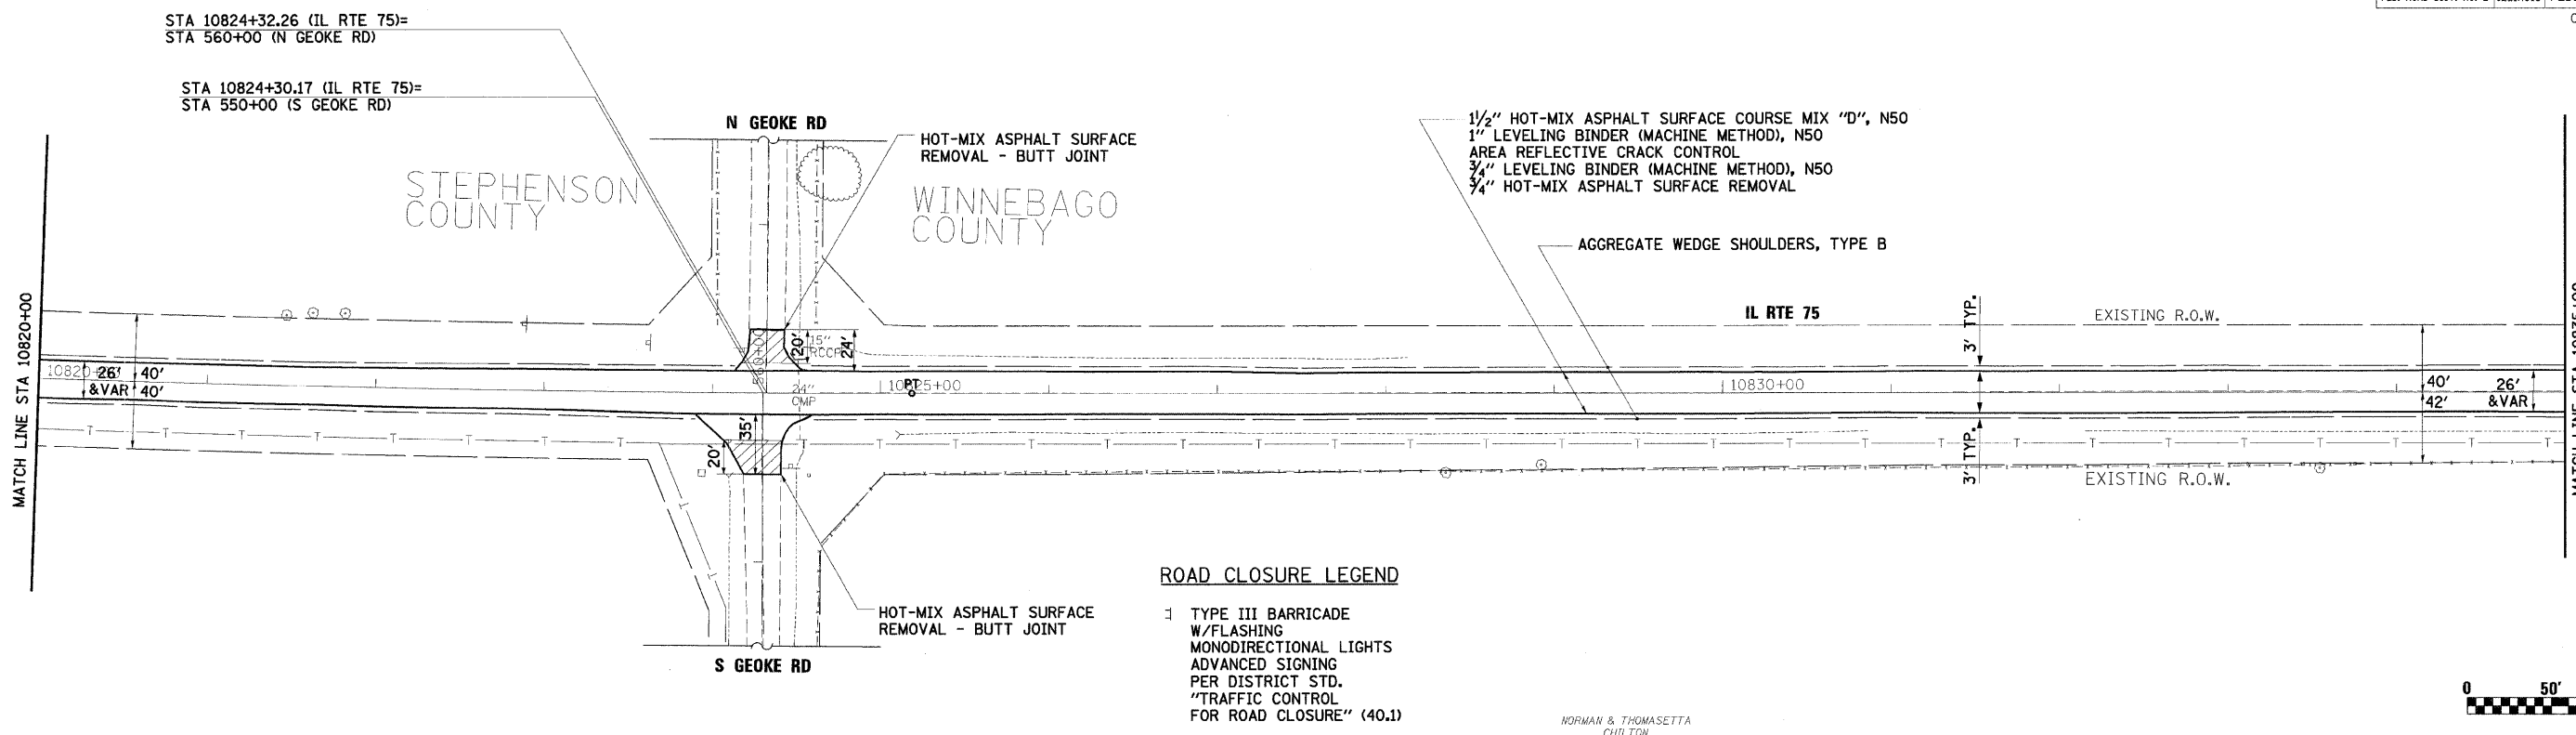 STA 10824+32.26 (IL RTE 75)=
STA 560+00 (N GEOKE RD)
STA 10824+30.17 (IL RTE 75)=
STA 550+00 (S GEOKE RD)
N GEOKE RD
HOT-MIX ASPHALT SURFACE
REMOVAL - BUTT JOINT
STEPHENSON
COUNTY
WINNEBAGO
COUNTY
1½" HOT-MIX ASPHALT SURFACE COURSE MIX "D", N50
1" LEVELING BINDER (MACHINE METHOD), N50
AREA REFLECTIVE CRACK CONTROL
¾" LEVELING BINDER (MACHINE METHOD), N50
¾" HOT-MIX ASPHALT SURFACE REMOVAL
AGGREGATE WEDGE SHOULDERS, TYPE B
MATCH LINE STA 10820+00
IL RTE 75
3' TYP.
EXISTING R.O.W.
20'
15"
RCCP
24'
26'
&VAR
40'
40'
PT
10825+00
10830+00
24"
CMP
40'
42'
26'
&VAR
35'
20'
3' TYP.
EXISTING R.O.W.
HOT-MIX ASPHALT SURFACE
REMOVAL - BUTT JOINT
S GEOKE RD
ROAD CLOSURE LEGEND
TYPE III BARRICADE
W/FLASHING
MONODIRECTIONAL LIGHTS
ADVANCED SIGNING
PER DISTRICT STD.
"TRAFFIC CONTROL
FOR ROAD CLOSURE" (40.1)
NORMAN & THOMASETTA
CHILTON
0 50'